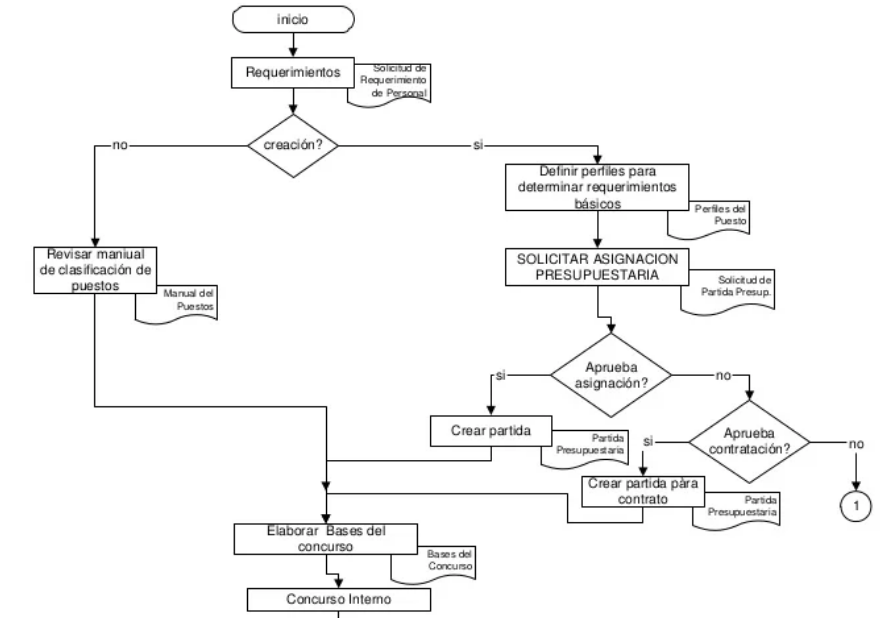 inicio
Requerimientos
Solicitud de
Requerimiento
de Personal
creación?
no
si
Definir perfiles para
determinar requerimientos
básicos
Perfiles del
Puesto
Revisar maniual
de clasificación de
puestos
Manual del
Puestos
SOLICITAR ASIGNACION
PRESUPUESTARIA
Solicitud de
Partida Presup.
Aprueba
asignación?
si
no
Crear partida
Partida
Presupuestaria
Aprueba
contratación?
si
no
Crear partida pàra
contrato
Partida
Presupuestaria
1
Elaborar Bases del
concurso
Bases del
Concurso
Concurso Interno